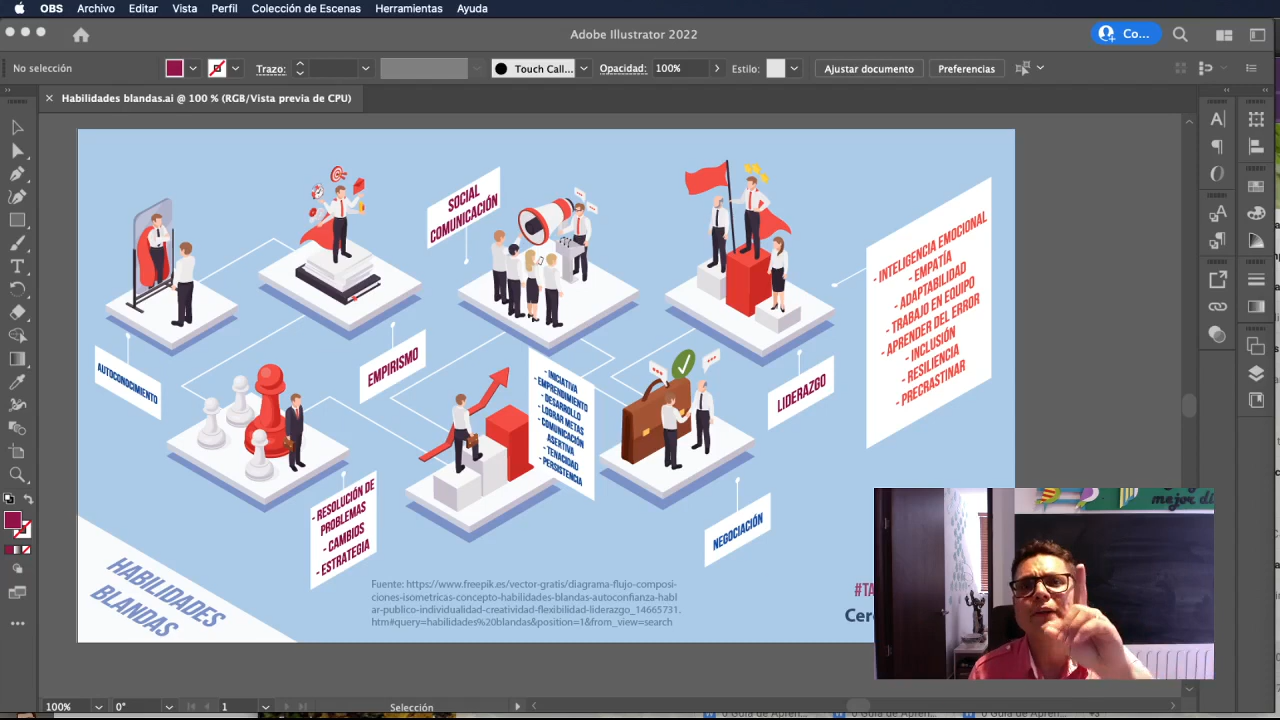 OBS Archivo Editar Vista Perfil Colección de Escenas Herramientas Ayuda
Adobe Illustrator 2022
Co...
No selección
Trazo:
Touch Call...
Opacidad:
100%
Estilo:
Ajustar documento
Preferencias
Habilidades blandas.ai @ 100 % (RGB/Vista previa de CPU)
SOCIAL
COMUNICACIÓN
- INTELIGENCIA EMOCIONAL
- EMPATÍA
- ADAPTABILIDAD
- TRABAJO EN EQUIPO
- APRENDER DEL ERROR
- INCLUSIÓN
- RESILIENCIA
- PRECRASTINAR
AUTOCONOCIMIENTO
EMPIRISMO
- INICIATIVA
- EMPRENDIMIENTO
- DESARROLLO
- LOGRAR METAS
- COMUNICACIÓN
ASERTIVA
- TENACIDAD
- PERSISTENCIA
LIDERAZGO
- RESOLUCIÓN DE
PROBLEMAS
- CAMBIOS
- ESTRATEGIA
NEGOCIACIÓN
HABILIDADES
BLANDAS
Fuente: https://www.freepik.es/vector-gratis/diagrama-flujo-composi-
ciones-isometricas-concepto-habilidades-blandas-autoconfianza-habl
ar-publico-individualidad-creatividad-flexibilidad-liderazgo_14665731.
htm#query=habilidades%20blandas&position=1&from_view=search
#TA
Cer
mejor di
100%
0°
1
Selección